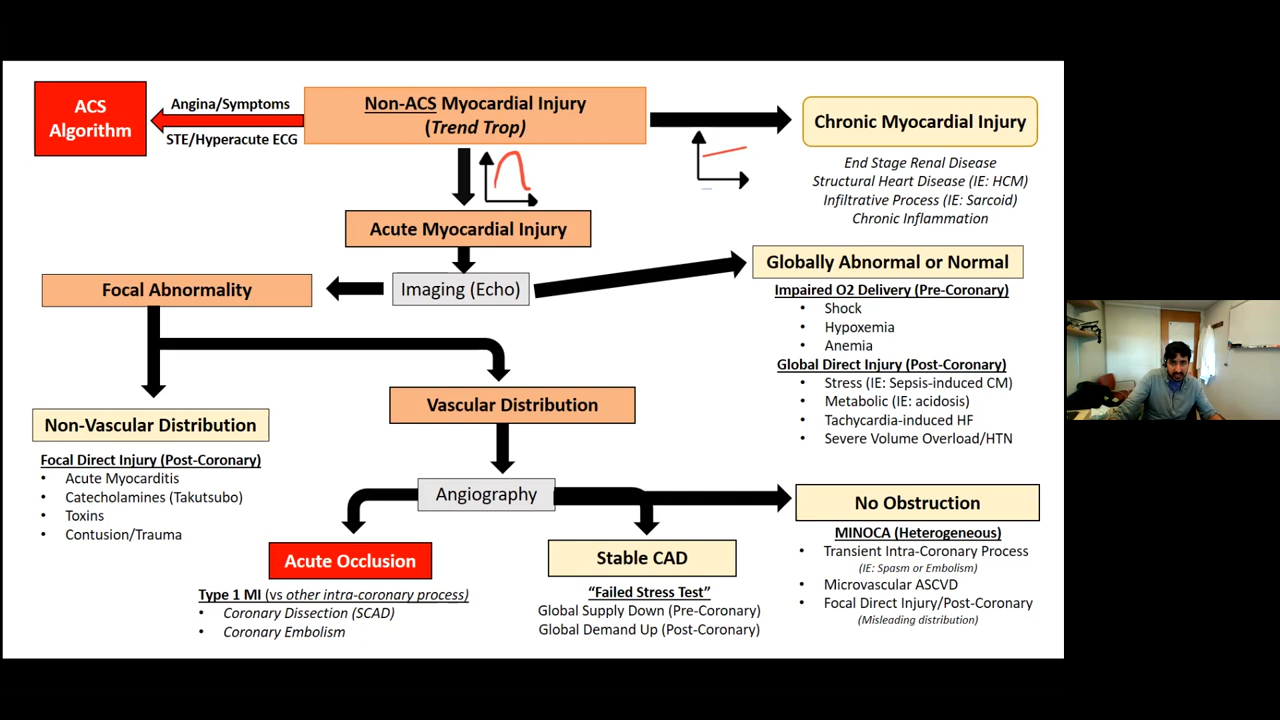 ACS
Algorithm
Angina/Symptoms
STE/Hyperacute ECG
Non-ACS Myocardial Injury
(Trend Trop)
Chronic Myocardial Injury
End Stage Renal Disease
Structural Heart Disease (IE: HCM)
Infiltrative Process (IE: Sarcoid)
Chronic Inflammation
Acute Myocardial Injury
Imaging (Echo)
Focal Abnormality
Globally Abnormal or Normal
Impaired O2 Delivery (Pre-Coronary)
• Shock
• Hypoxemia
• Anemia
Global Direct Injury (Post-Coronary)
• Stress (IE: Sepsis-induced CM)
• Metabolic (IE: acidosis)
• Tachycardia-induced HF
• Severe Volume Overload/HTN
Non-Vascular Distribution
Focal Direct Injury (Post-Coronary)
• Acute Myocarditis
• Catecholamines (Takutsubo)
• Toxins
• Contusion/Trauma
Vascular Distribution
Angiography
Acute Occlusion
Type 1 MI (vs other intra-coronary process)
• Coronary Dissection (SCAD)
• Coronary Embolism
Stable CAD
“Failed Stress Test”
Global Supply Down (Pre-Coronary)
Global Demand Up (Post-Coronary)
No Obstruction
MINOCA (Heterogeneous)
• Transient Intra-Coronary Process
(IE: Spasm or Embolism)
• Microvascular ASCVD
• Focal Direct Injury/Post-Coronary
(Misleading distribution)